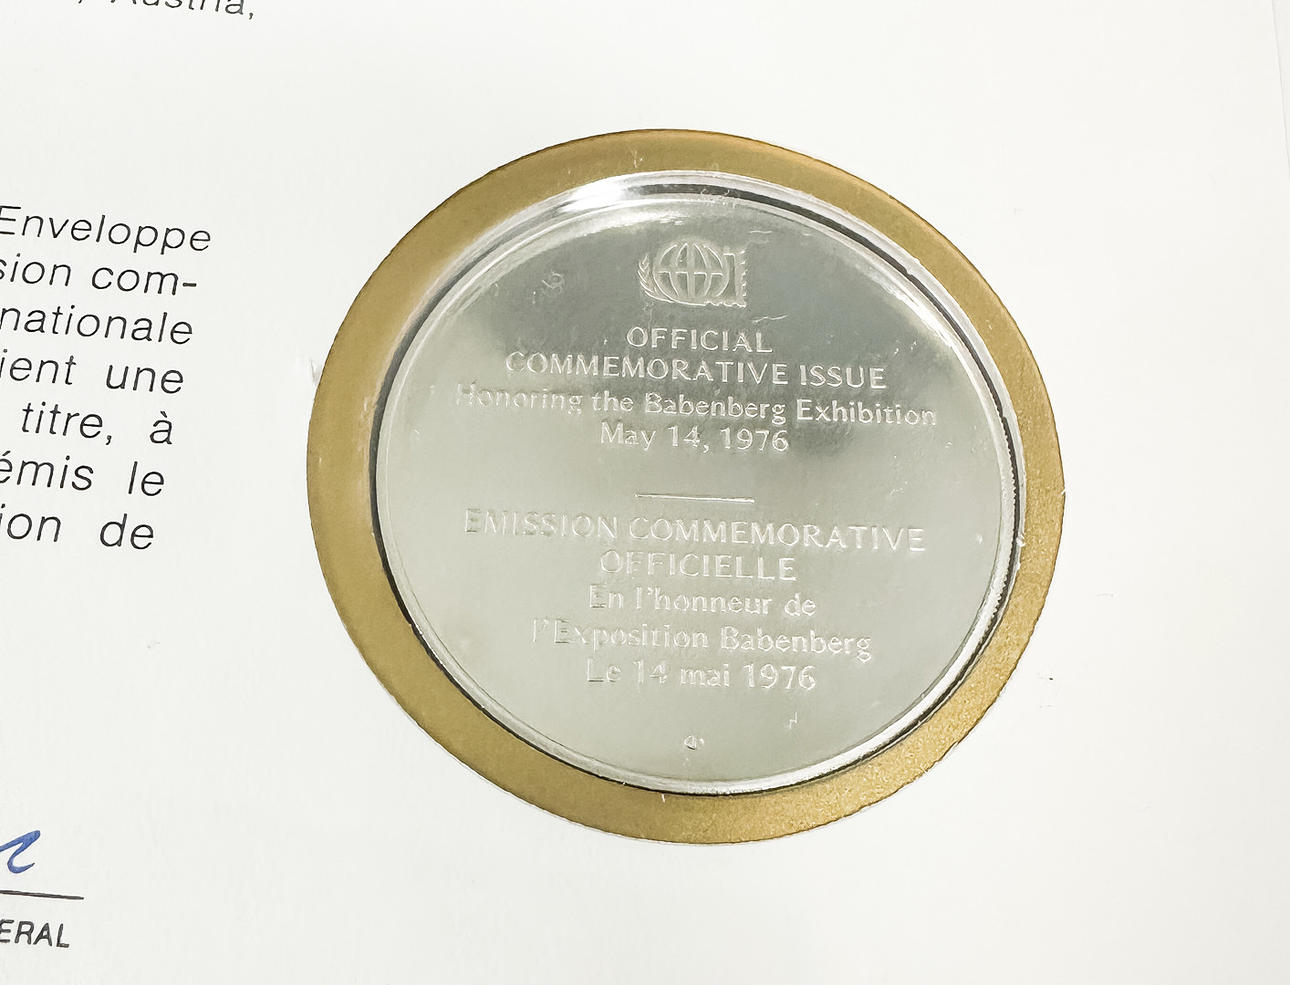 Austria,
Enveloppe
sion com-
nationale
ient une
titre, à
émis le
ion de
ERAL
OFFICIAL
COMMEMORATIVE ISSUE
Honoring the Babenberg Exhibition
May 14, 1976
EMISSION COMMEMORATIVE
OFFICIELLE
En l'honneur de
l'Exposition Babenberg
Le 14 mai 1976